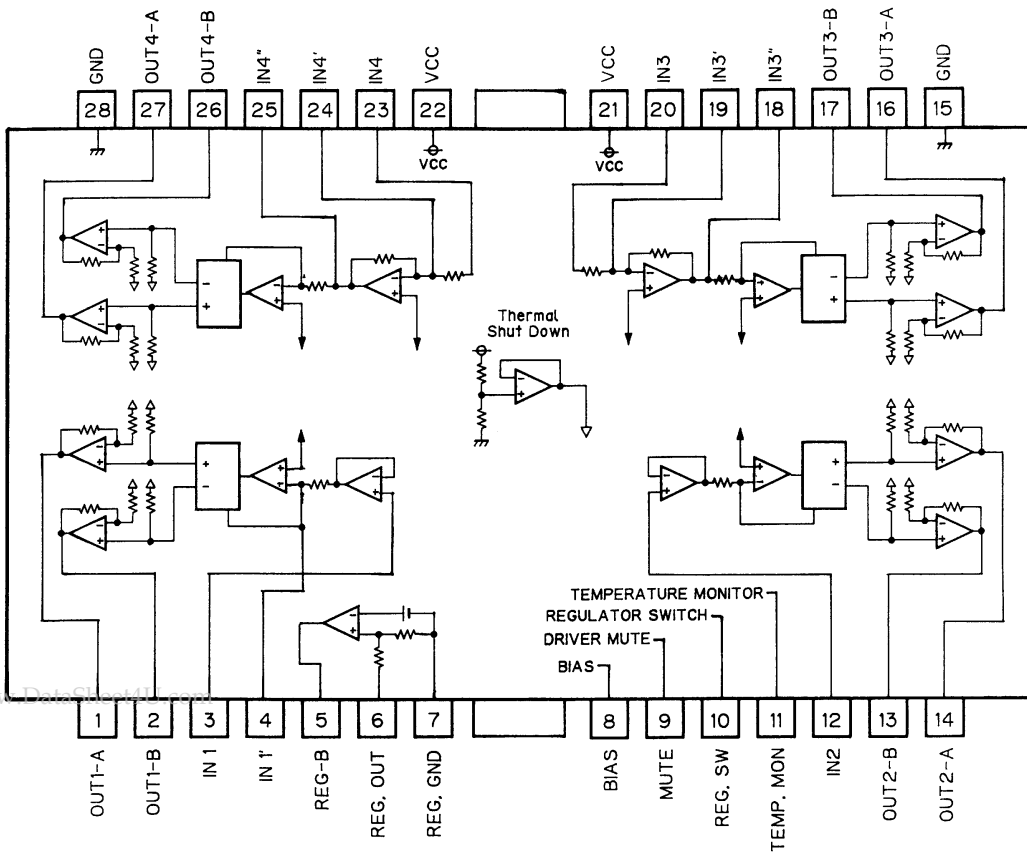 GND
OUT4-A
OUT4-B
IN4"
IN4'
IN4
VCC
VCC
IN3
IN3'
IN3"
OUT3-B
OUT3-A
GND
28
27
26
25
24
23
22
21
20
19
18
17
16
15
VCC
VCC
Thermal
Shut Down
TEMPERATURE MONITOR
REGULATOR SWITCH
DRIVER MUTE
BIAS
w.DataSheet4U.com
1
2
3
4
5
6
7
8
9
10
11
12
13
14
OUT1-A
OUT1-B
IN 1
IN 1'
REG-B
REG. OUT
REG. GND
BIAS
MUTE
REG. SW
TEMP. MON
IN2
OUT2-B
OUT2-A